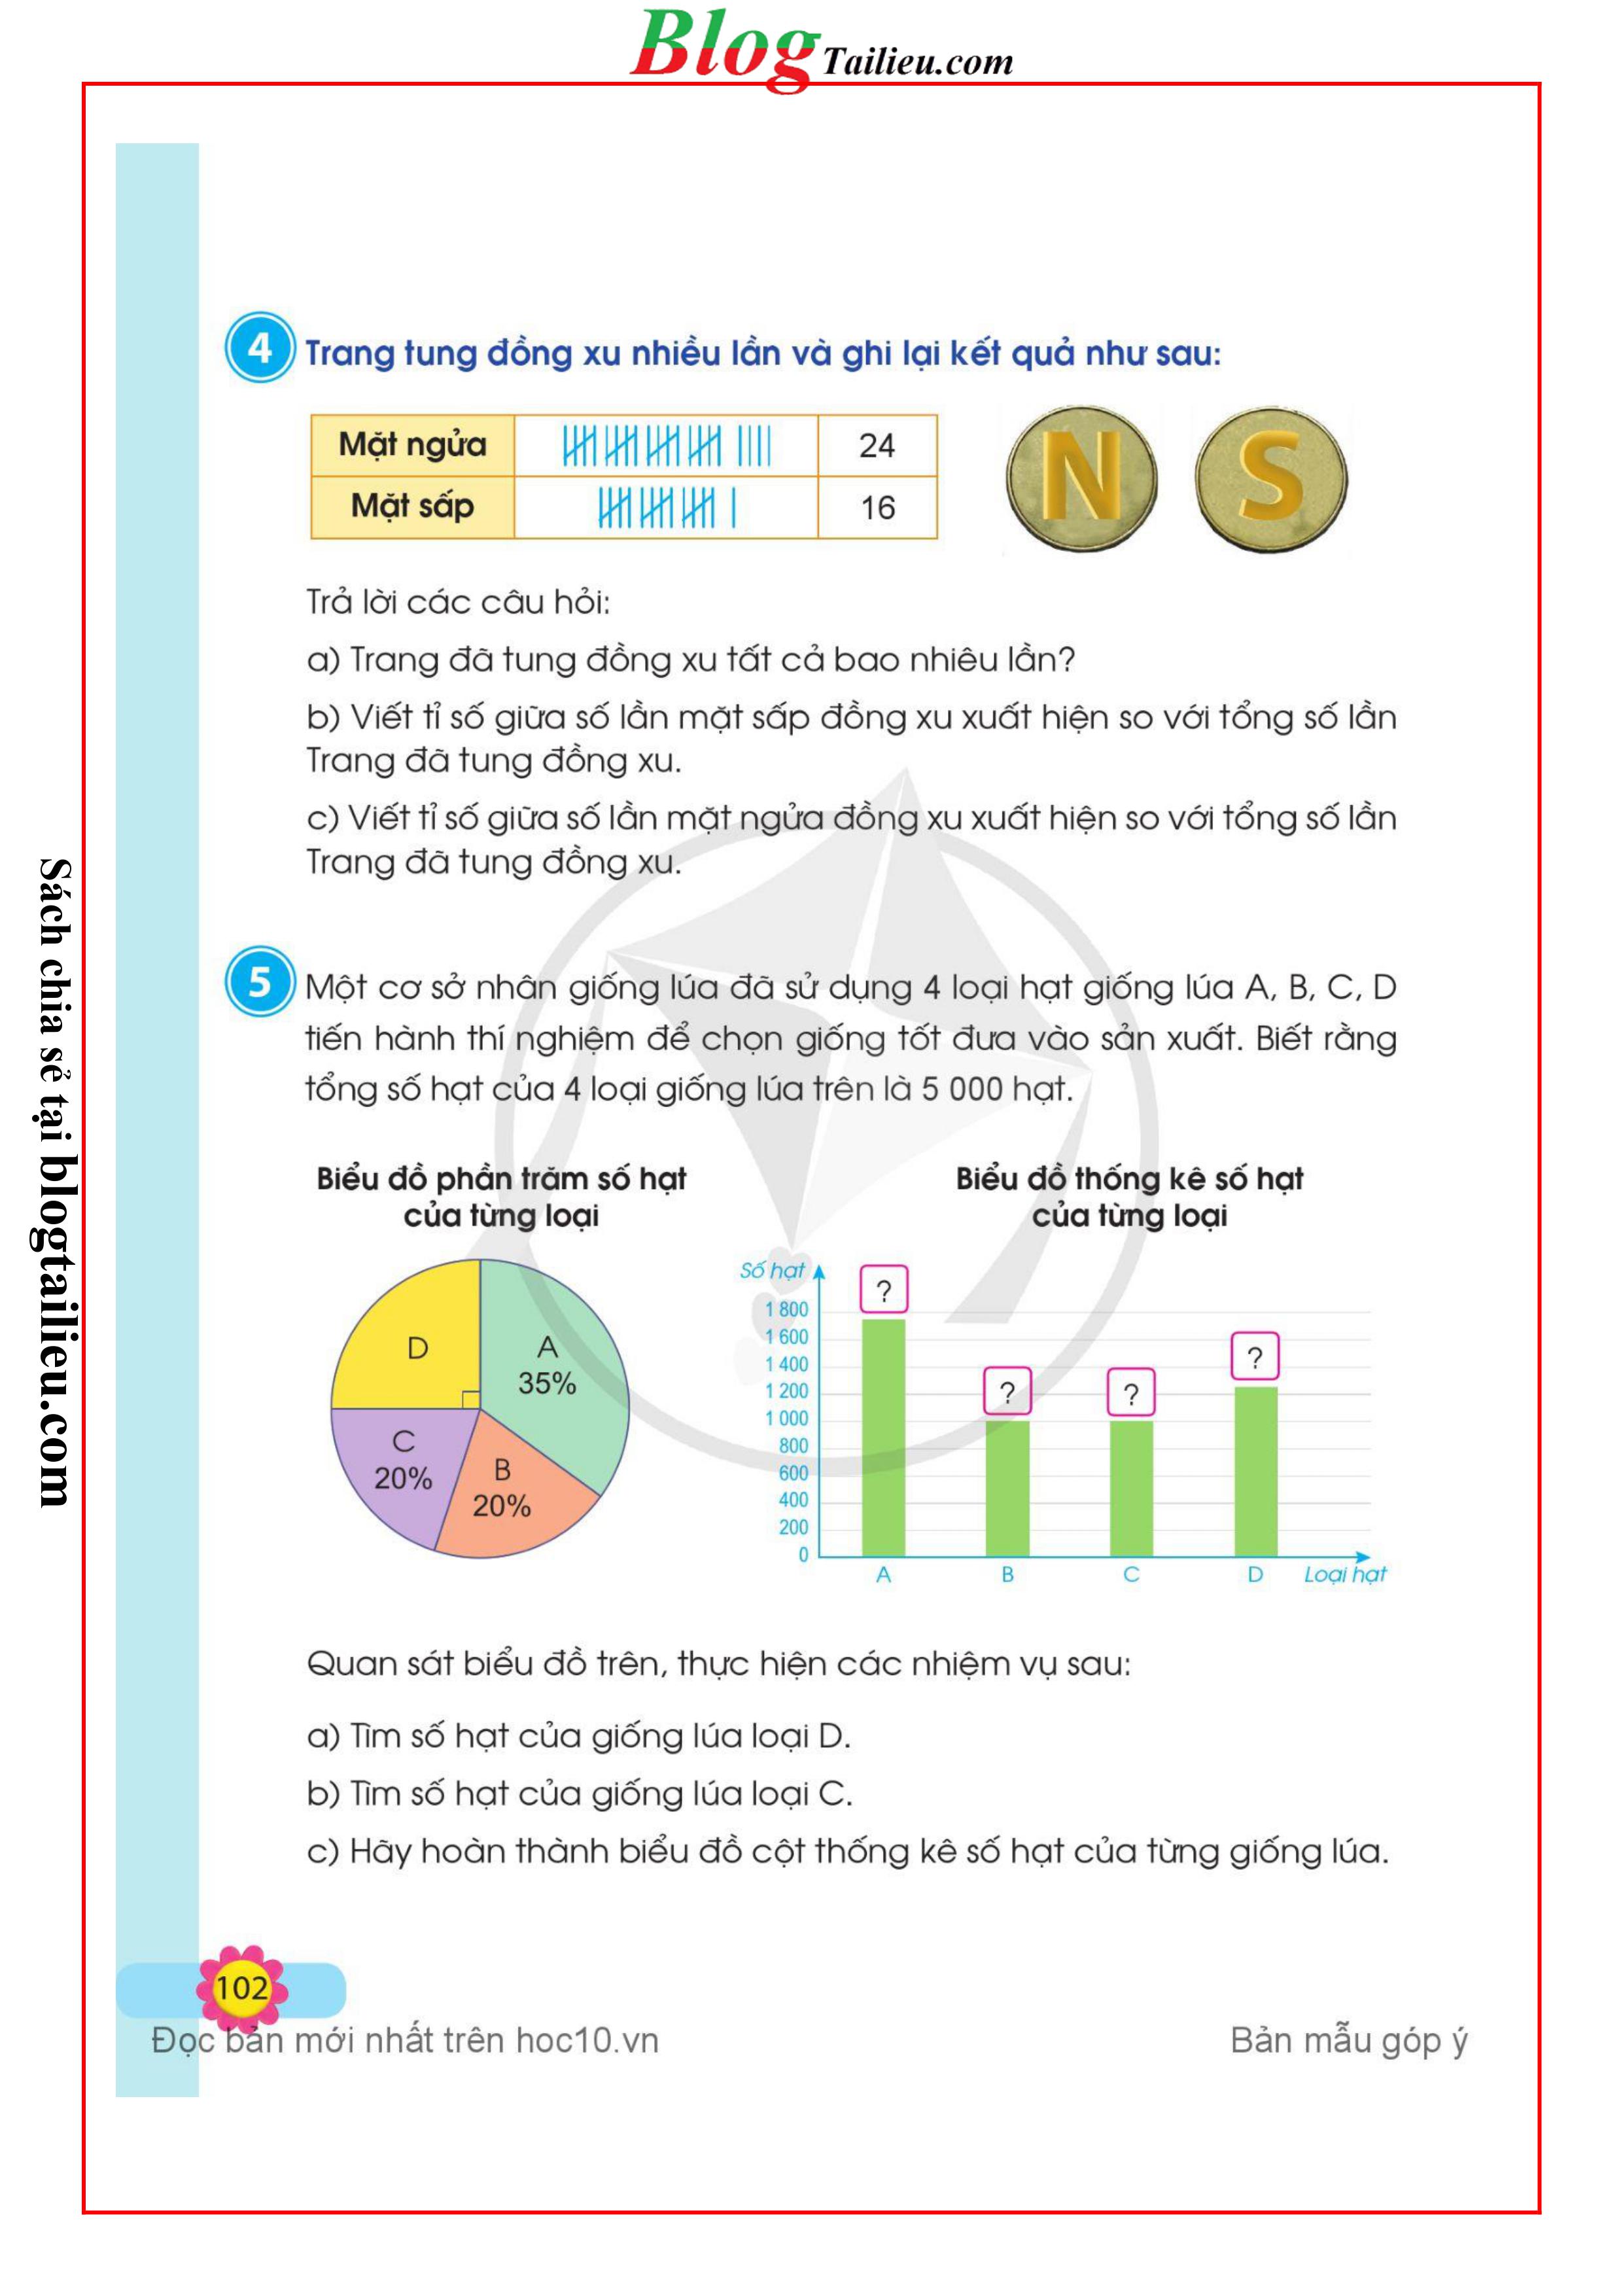 Blog Tailieu.com
Sách chia sẻ tại blogtailieu.com
4 Trang tung đồng xu nhiều lần và ghi lại kết quả như sau:
Mặt ngửa 24
Mặt sấp 16
N S
Trả lời các câu hỏi:
a) Trang đã tung đồng xu tất cả bao nhiêu lần?
b) Viết tỉ số giữa số lần mặt sấp đồng xu xuất hiện so với tổng số lần
Trang đã tung đồng xu.
c) Viết tỉ số giữa số lần mặt ngửa đồng xu xuất hiện so với tổng số lần
Trang đã tung đồng xu.
5 Một cơ sở nhân giống lúa đã sử dụng 4 loại hạt giống lúa A, B, C, D
tiến hành thí nghiệm để chọn giống tốt đưa vào sản xuất. Biết rằng
tổng số hạt của 4 loại giống lúa trên là 5 000 hạt.
Biểu đồ phần trăm số hạt
của từng loại
D
A
35%
C
20%
B
20%
Biểu đồ thống kê số hạt
của từng loại
Số hạt
1 800
1 600
1 400
1 200
1 000
800
600
400
200
0
? ? ? ?
A B C D Loại hạt
Quan sát biểu đồ trên, thực hiện các nhiệm vụ sau:
a) Tìm số hạt của giống lúa loại D.
b) Tìm số hạt của giống lúa loại C.
c) Hãy hoàn thành biểu đồ cột thống kê số hạt của từng giống lúa.
102
Đọc bản mới nhất trên hoc10.vn
Bản mẫu góp ý